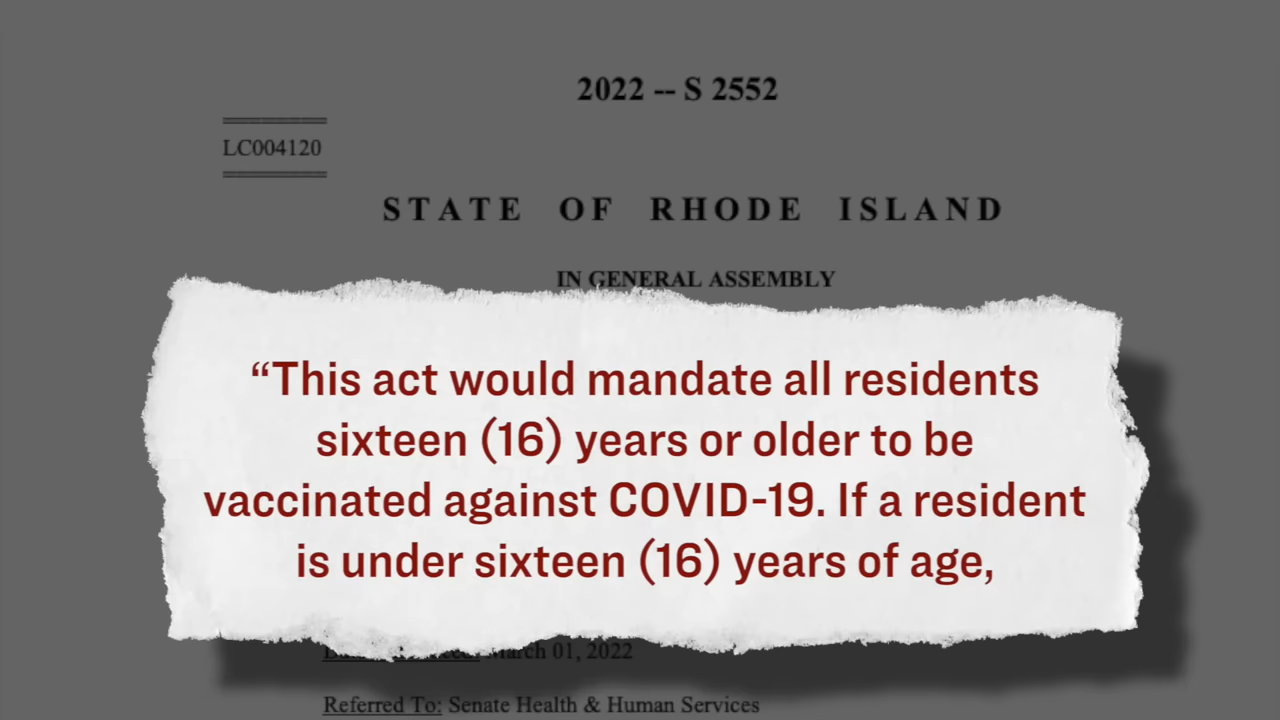 2022 -- S 2552
LC004120
STATE OF RHODE ISLAND
IN GENERAL ASSEMBLY
“This act would mandate all residents
sixteen (16) years or older to be
vaccinated against COVID-19. If a resident
is under sixteen (16) years of age,
March 01, 2022
Referred To: Senate Health & Human Services